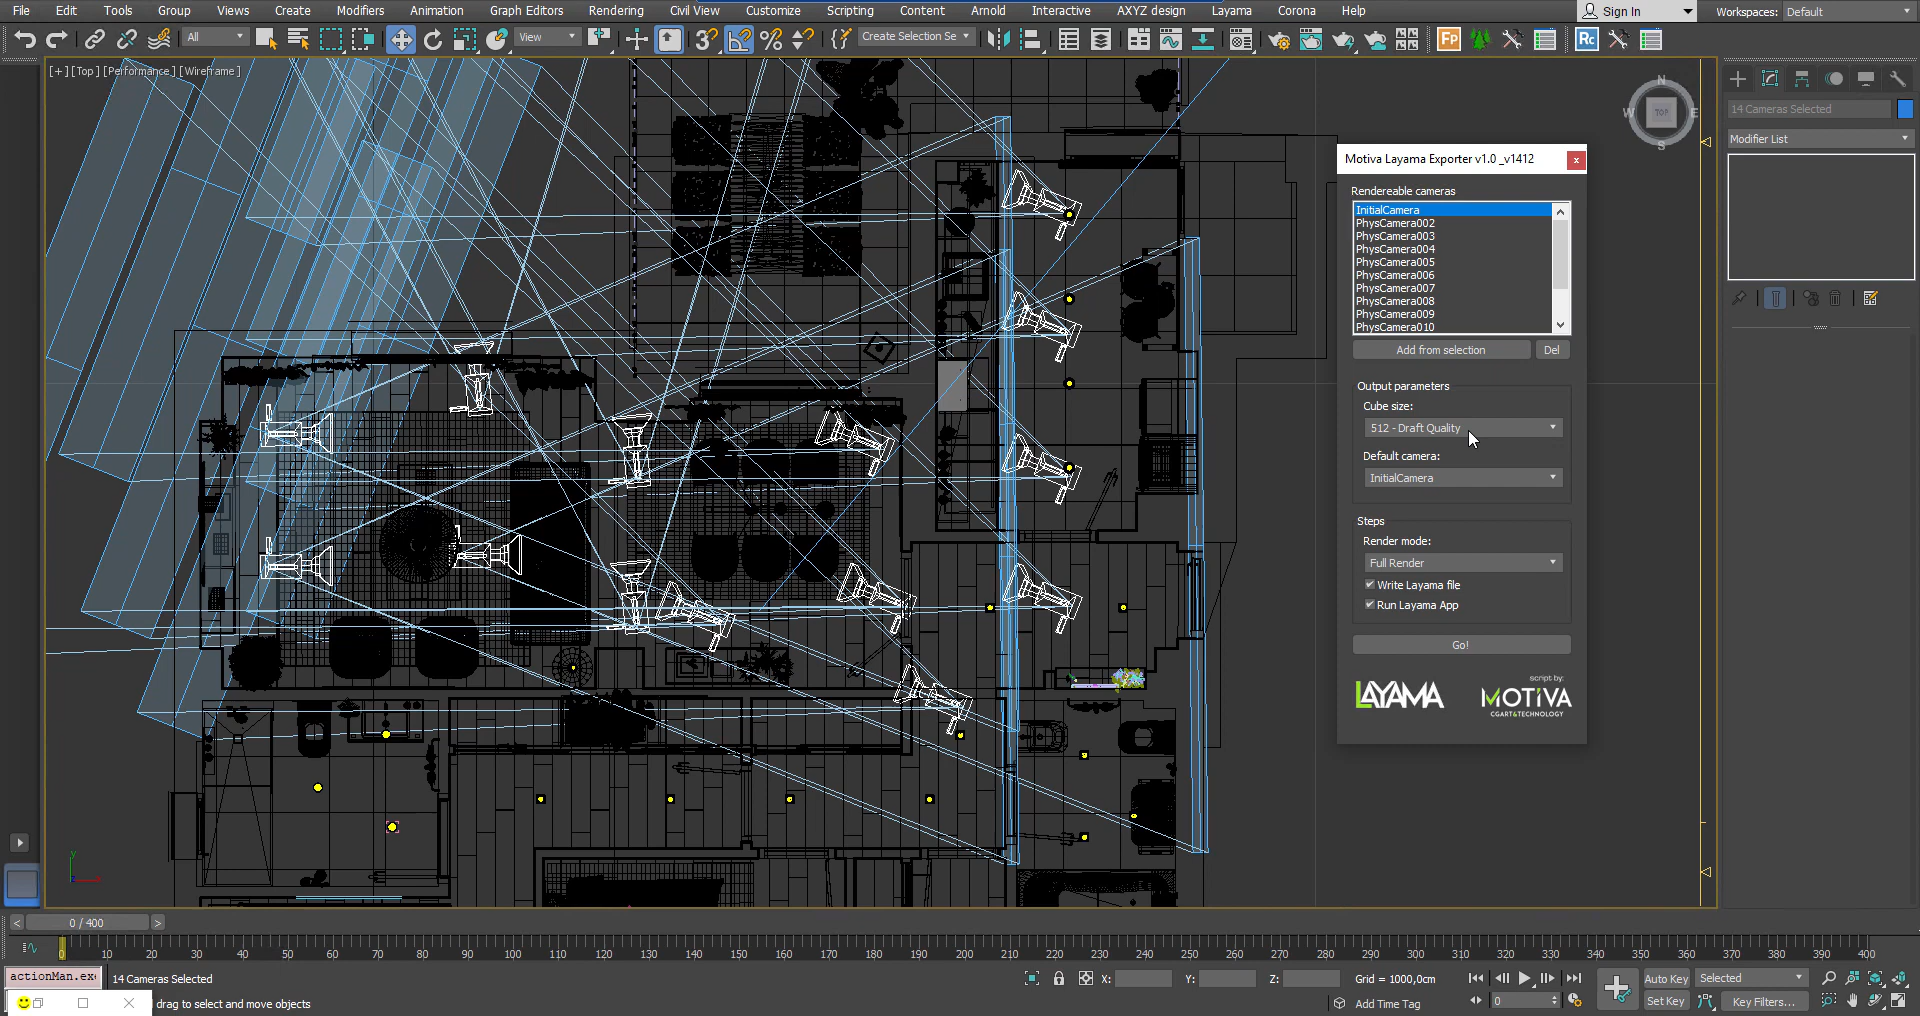 File Edit Tools Group Views Create Modifiers Animation Graph Editors Rendering Civil View Customize Scripting Content Arnold Interactive AXYZ design Layama Corona Help
Sign In Workspaces: Default
All View Create Selection Se Fp Rc
[+] [Top] [Performance] [Wireframe]
N
W TOP E
S
14 Cameras Selected
Modifier List
Motiva Layama Exporter v1.0 _v1412 x
Rendereable cameras
InitialCamera
PhysCamera002
PhysCamera003
PhysCamera004
PhysCamera005
PhysCamera006
PhysCamera007
PhysCamera008
PhysCamera009
PhysCamera010
Add from selection Del
Output parameters
Cube size:
512 - Draft Quality
Default camera:
InitialCamera
Steps
Render mode:
Full Render
Write Layama file
Run Layama App
Go!
LAYAMA
script by:
MOTIVA
CGART&TECHNOLOGY
y
< 0 / 400 >
0 10 20 30 40 50 60 70 80 90 100 110 120 130 140 150 160 170 180 190 200 210 220 230 240 250 260 270 280 290 300 310 320 330 340 350 360 370 380 390 400
actionMan.exe 14 Cameras Selected X: Y: Z: Grid = 1000,0cm Auto Key Selected
drag to select and move objects Add Time Tag 0 Set Key Key Filters...